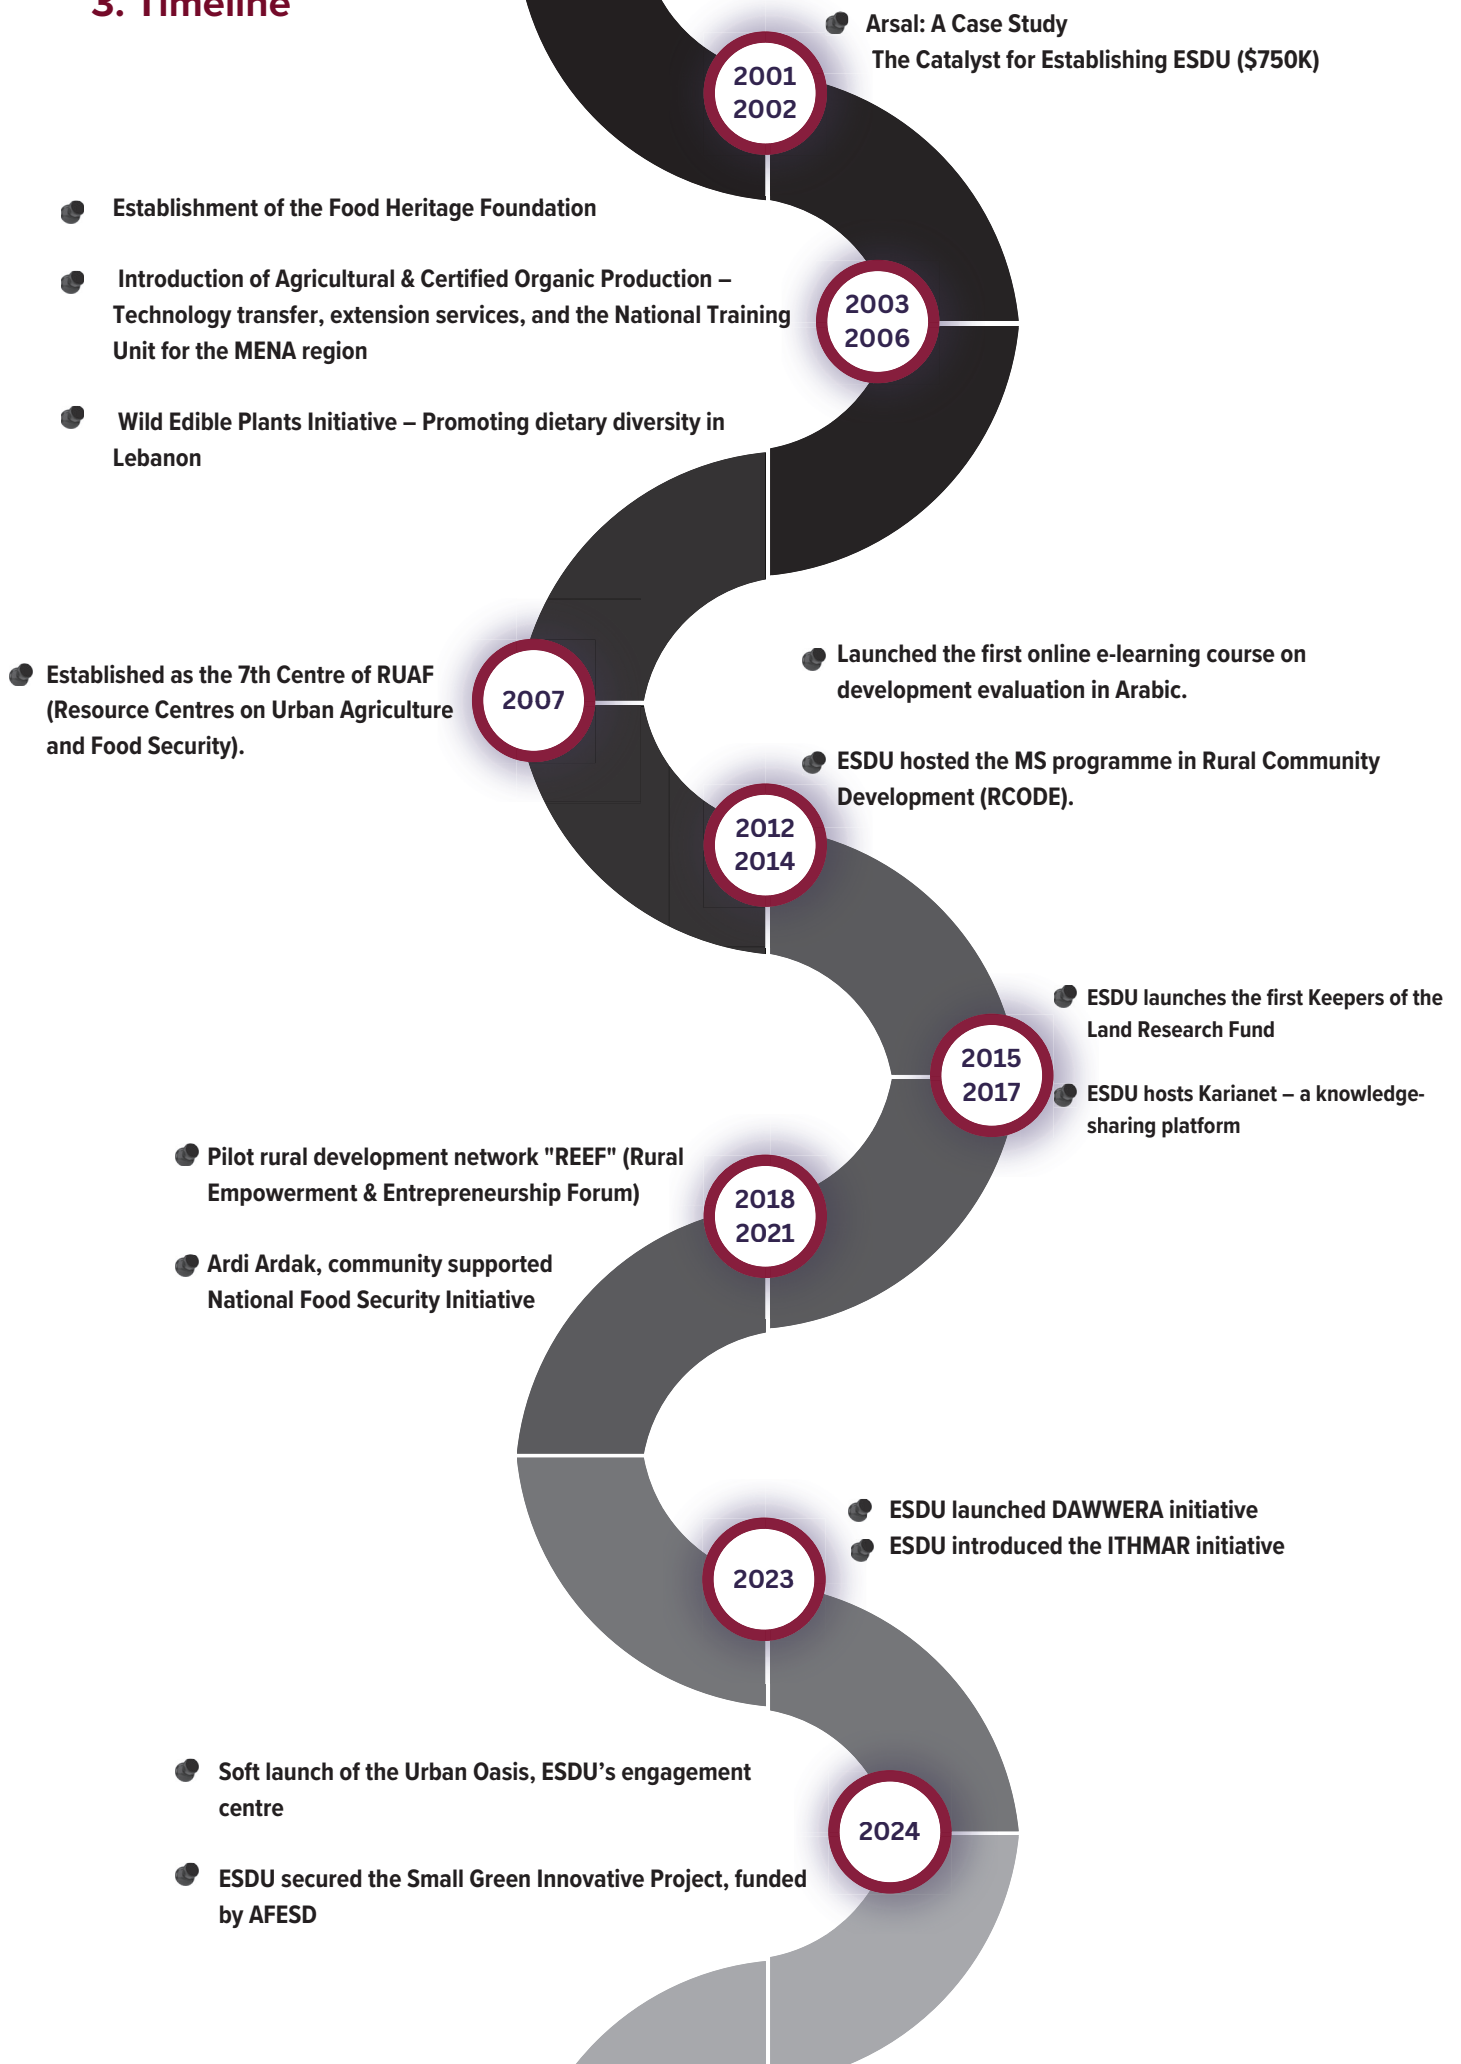 3. Timeline
Arsal: A Case Study
The Catalyst for Establishing ESDU ($750K)
2001
2002
Establishment of the Food Heritage Foundation
Introduction of Agricultural & Certified Organic Production –
Technology transfer, extension services, and the National Training
Unit for the MENA region
Wild Edible Plants Initiative – Promoting dietary diversity in
Lebanon
2003
2006
Established as the 7th Centre of RUAF
(Resource Centres on Urban Agriculture
and Food Security).
2007
Launched the first online e-learning course on
development evaluation in Arabic.
ESDU hosted the MS programme in Rural Community
Development (RCODE).
2012
2014
ESDU launches the first Keepers of the
Land Research Fund
ESDU hosts Karianet – a knowledge-
sharing platform
2015
2017
Pilot rural development network "REEF" (Rural
Empowerment & Entrepreneurship Forum)
Ardi Ardak, community supported
National Food Security Initiative
2018
2021
ESDU launched DAWWERA initiative
ESDU introduced the ITHMAR initiative
2023
Soft launch of the Urban Oasis, ESDU’s engagement
centre
ESDU secured the Small Green Innovative Project, funded
by AFESD
2024